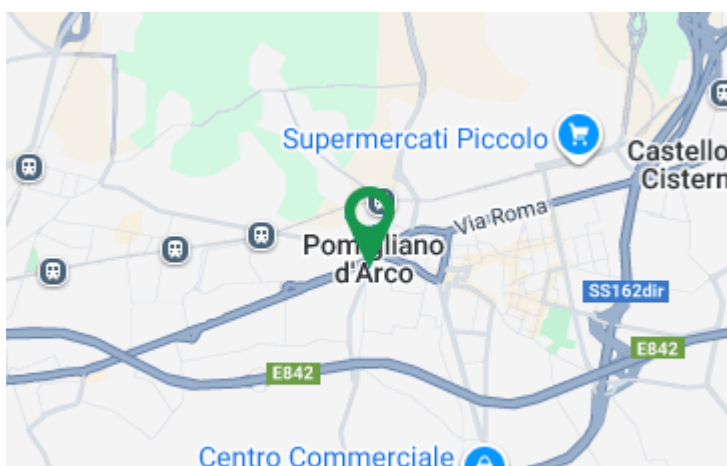 Supermercati Piccolo
Castello
Cistern
Via Roma
Pomigliano
d'Arco
SS162dir
E842
E842
Centro Commerciale